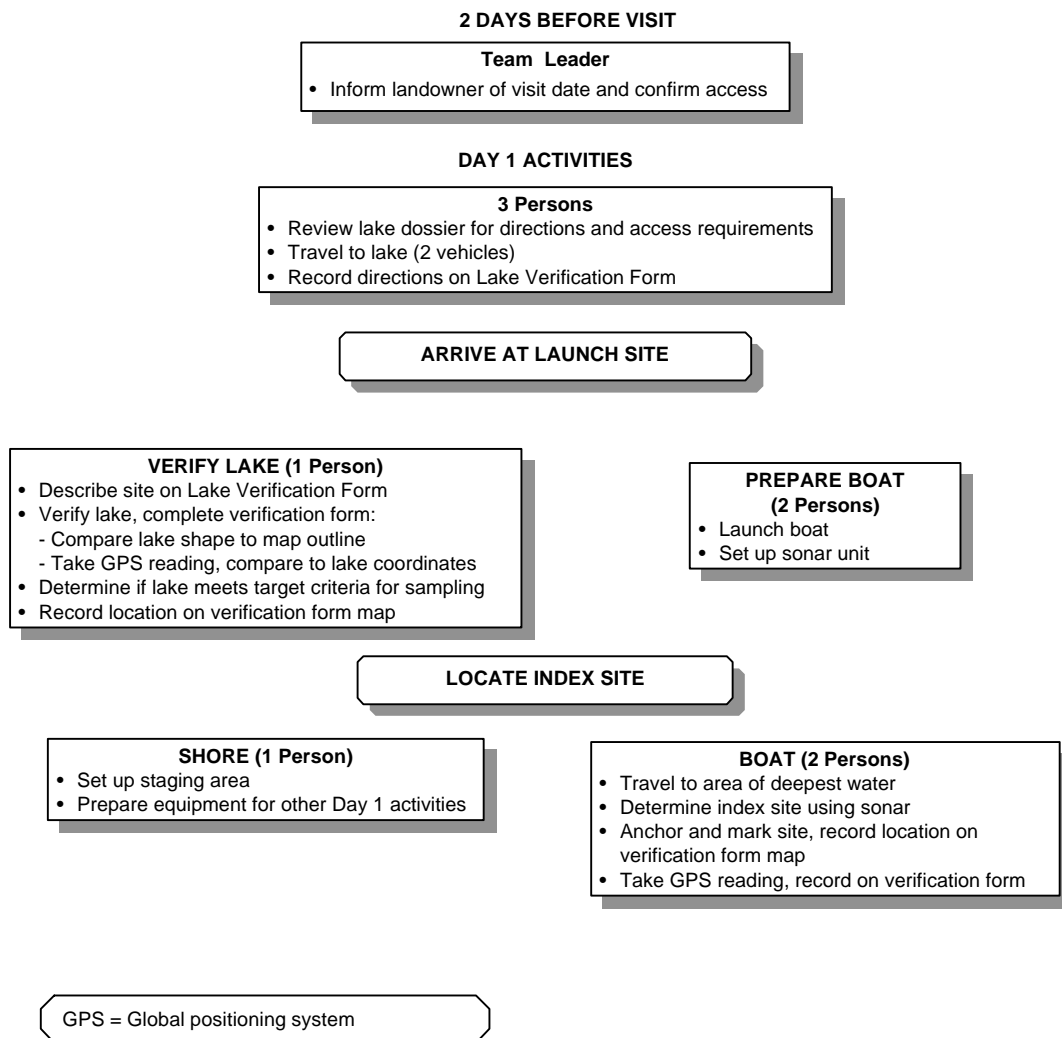 2 DAYS BEFORE VISIT
Team Leader
• Inform landowner of visit date and confirm access
DAY 1 ACTIVITIES
3 Persons
• Review lake dossier for directions and access requirements
• Travel to lake (2 vehicles)
• Record directions on Lake Verification Form
ARRIVE AT LAUNCH SITE
VERIFY LAKE (1 Person)
• Describe site on Lake Verification Form
• Verify lake, complete verification form:
- Compare lake shape to map outline
- Take GPS reading, compare to lake coordinates
• Determine if lake meets target criteria for sampling
• Record location on verification form map
PREPARE BOAT
(2 Persons)
• Launch boat
• Set up sonar unit
LOCATE INDEX SITE
SHORE (1 Person)
• Set up staging area
• Prepare equipment for other Day 1 activities
BOAT (2 Persons)
• Travel to area of deepest water
• Determine index site using sonar
• Anchor and mark site, record location on
verification form map
• Take GPS reading, record on verification form
GPS = Global positioning system